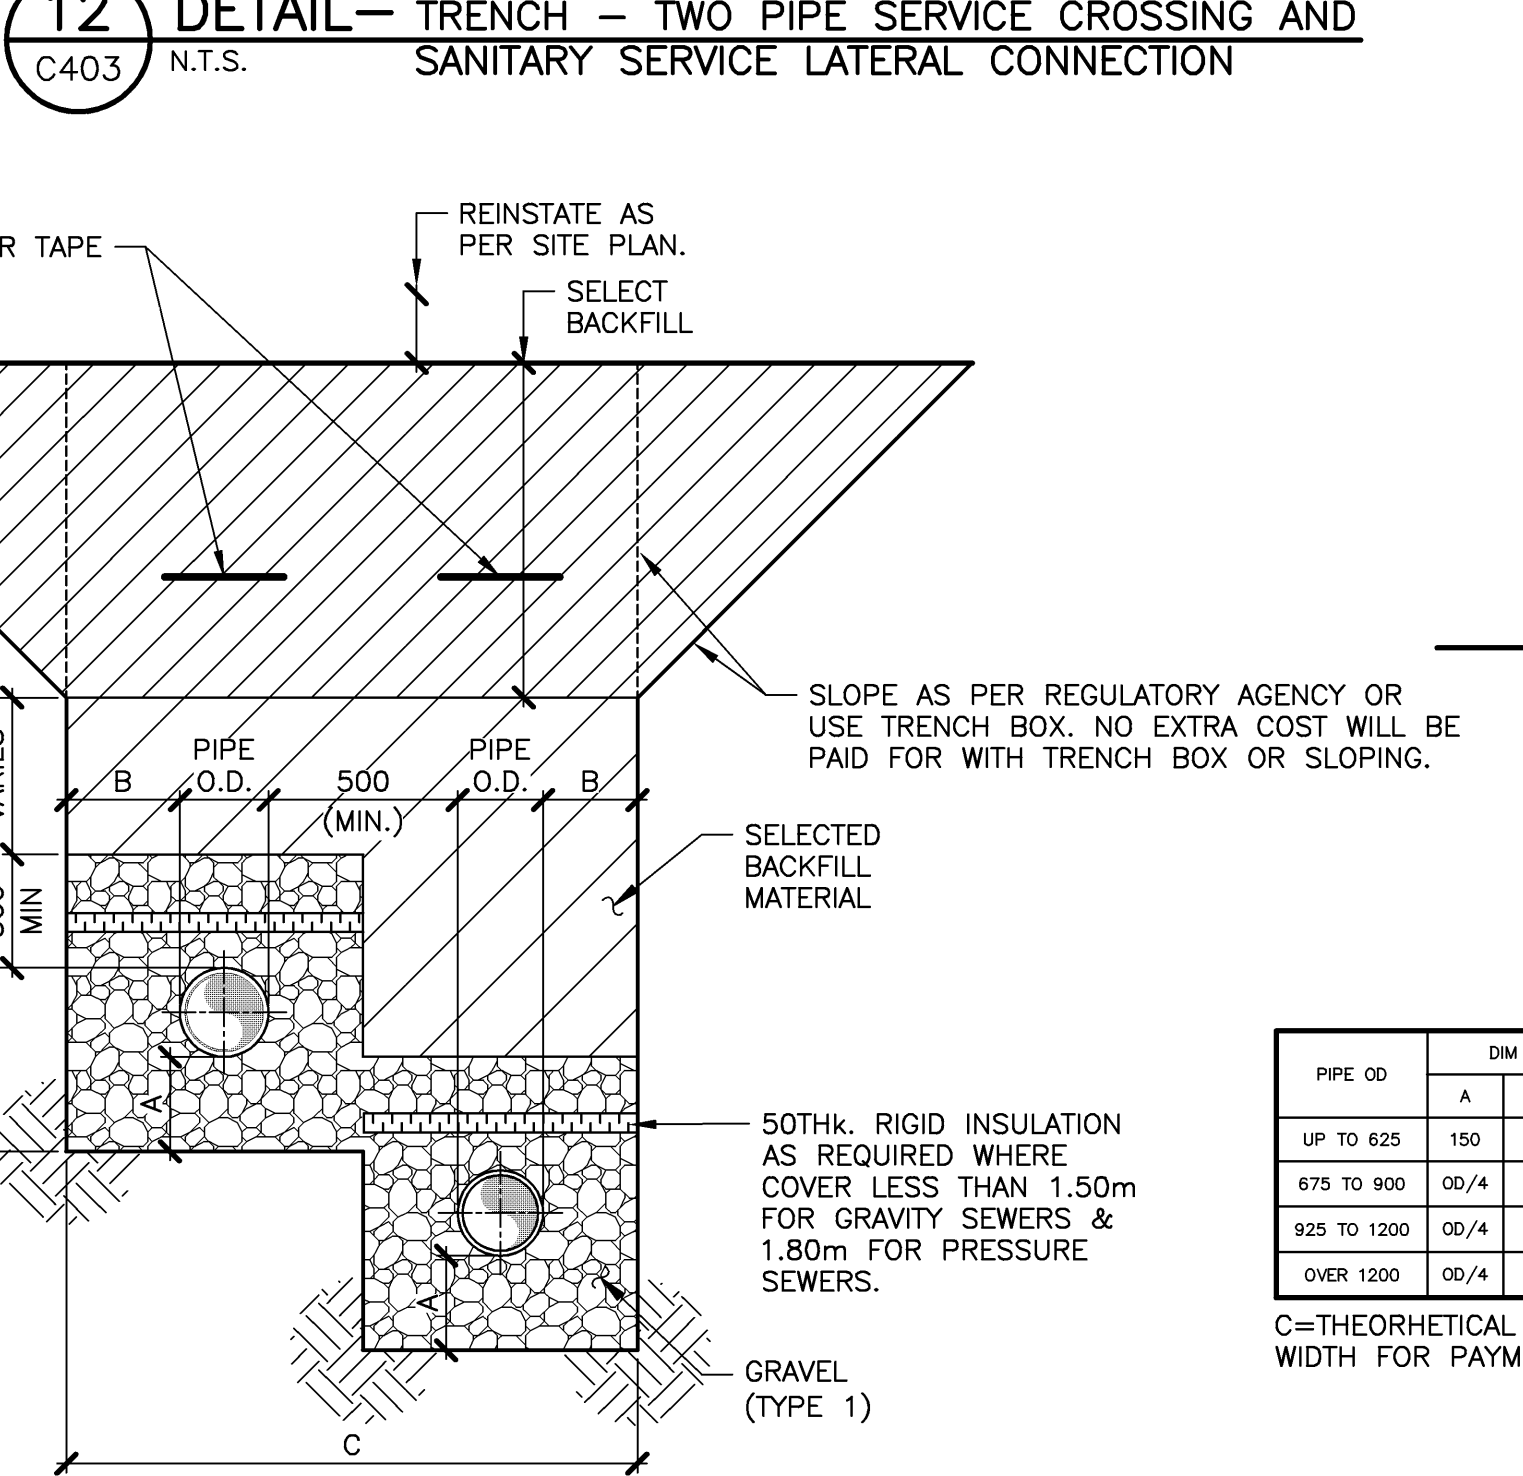 12
C403
DETAIL – TRENCH – TWO PIPE SERVICE CROSSING AND
N.T.S.
SANITARY SERVICE LATERAL CONNECTION
REINSTATE AS
PER SITE PLAN.
R TAPE
SELECT
BACKFILL
SLOPE AS PER REGULATORY AGENCY OR
USE TRENCH BOX. NO EXTRA COST WILL BE
PAID FOR WITH TRENCH BOX OR SLOPING.
VARIES
MIN
B
PIPE
O.D.
500
(MIN.)
PIPE
O.D.
B
SELECTED
BACKFILL
MATERIAL
A
50THk. RIGID INSULATION
AS REQUIRED WHERE
COVER LESS THAN 1.50m
FOR GRAVITY SEWERS &
1.80m FOR PRESSURE
SEWERS.
A
GRAVEL
(TYPE 1)
C
PIPE OD DIM
A
UP TO 625 150
675 TO 900 OD/4
925 TO 1200 OD/4
OVER 1200 OD/4
C=THEORHETICAL
WIDTH FOR PAYM